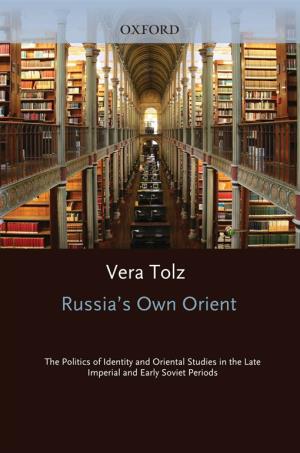 OXFORD
Vera Tolz
Russia's Own Orient
The Politics of Identity and Oriental Studies in the Late
Imperial and Early Soviet Periods